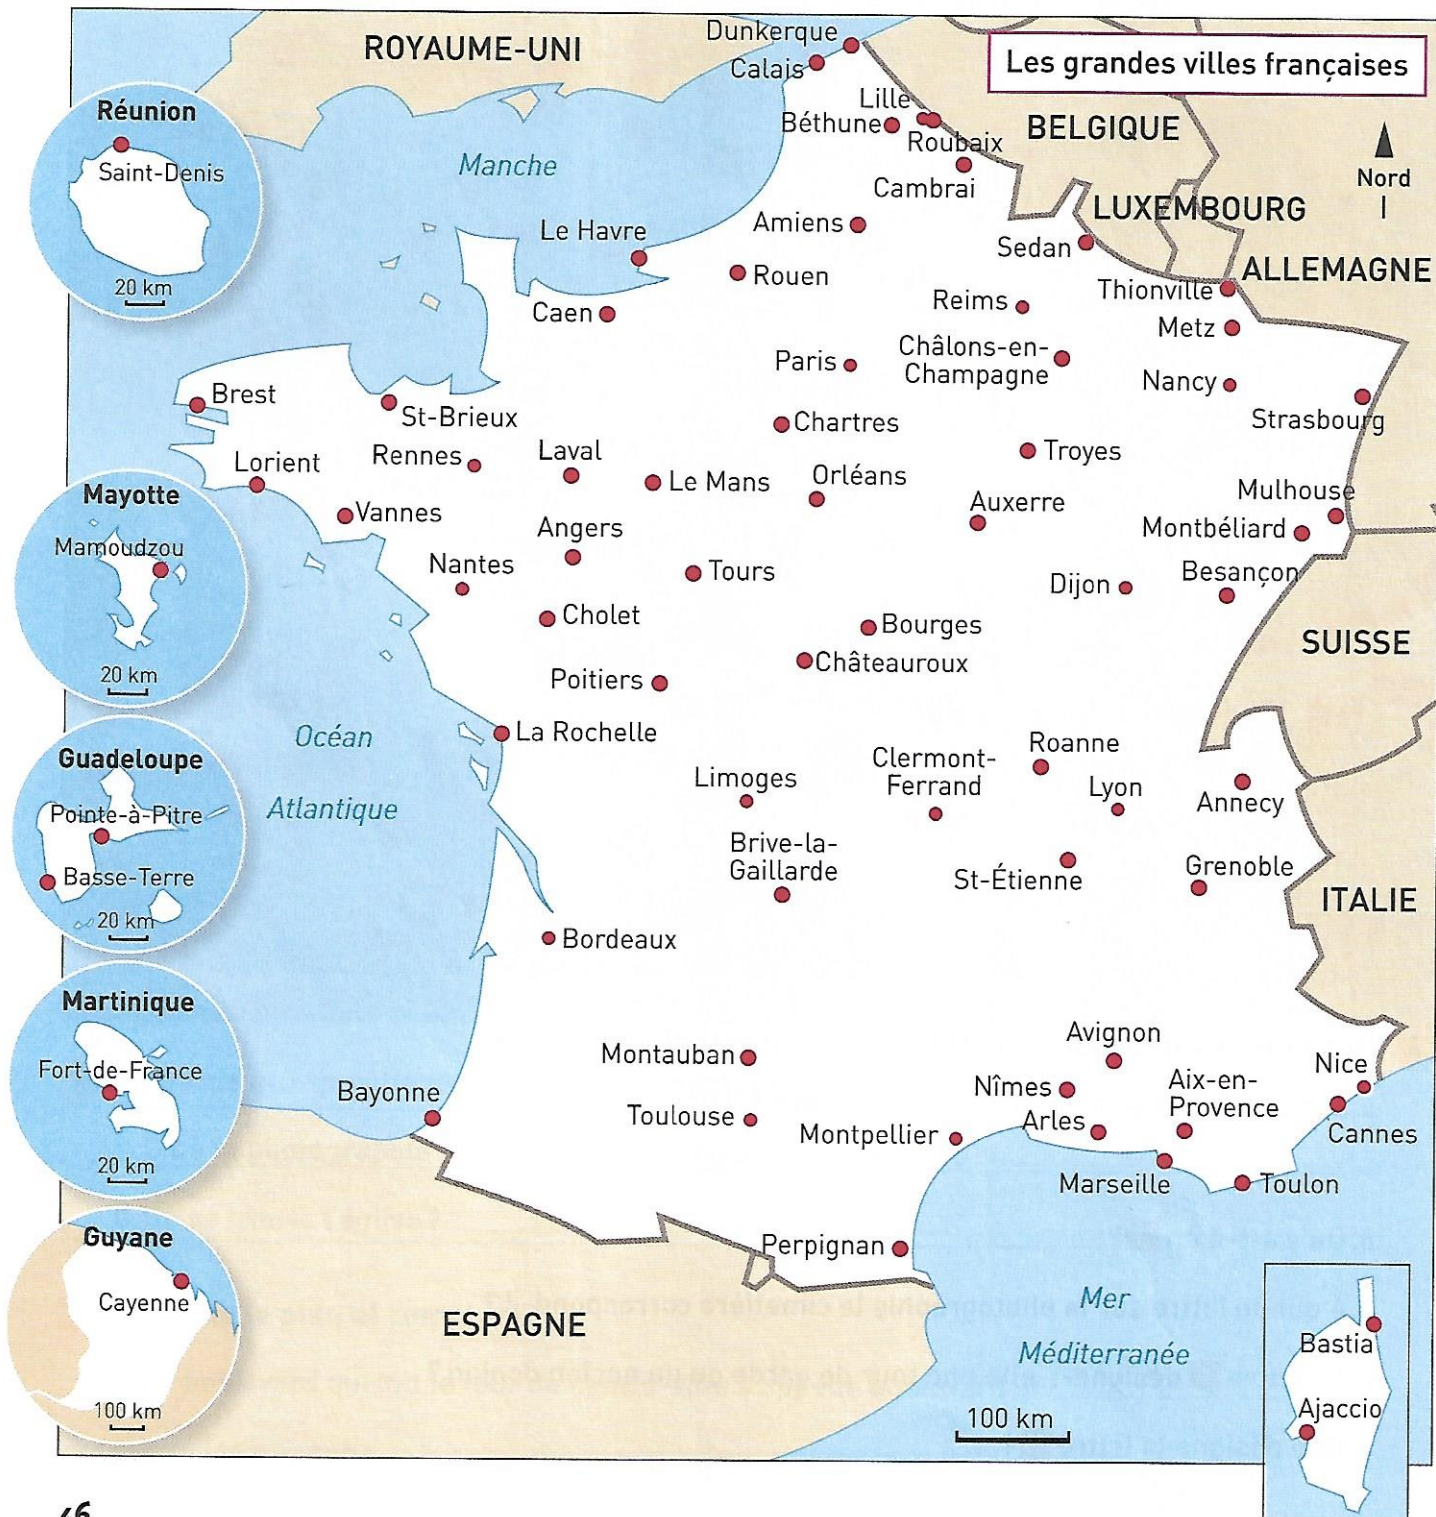 Les grandes villes françaises
ROYAUME-UNI
Dunkerque
Calais
Lille
Béthune
Roubaix
Cambrai
BELGIQUE
Nord
Manche
LUXEMBOURG
Amiens
Sedan
ALLEMAGNE
Le Havre
Rouen
Thionville
Reims
Metz
Caen
Paris
Châlons-en-
Champagne
Nancy
Strasbourg
Brest
St-Brieux
Chartres
Rennes
Laval
Troyes
Lorient
Le Mans
Orléans
Mulhouse
Vannes
Auxerre
Montbéliard
Angers
Nantes
Tours
Dijon
Besançon
Cholet
Bourges
SUISSE
Châteauroux
Poitiers
La Rochelle
Océan
Atlantique
Limoges
Clermont-
Ferrand
Roanne
Lyon
Annecy
Brive-la-
Gaillarde
St-Étienne
Grenoble
ITALIE
Bordeaux
Montauban
Avignon
Nice
Bayonne
Toulouse
Nîmes
Aix-en-
Provence
Arles
Montpellier
Cannes
Marseille
Toulon
Perpignan
ESPAGNE
Mer
Méditerranée
100 km
Bastia
Ajaccio
Réunion
Saint-Denis
20 km
Mayotte
Mamoudzou
20 km
Guadeloupe
Pointe-à-Pitre
Basse-Terre
20 km
Martinique
Fort-de-France
20 km
Guyane
Cayenne
100 km